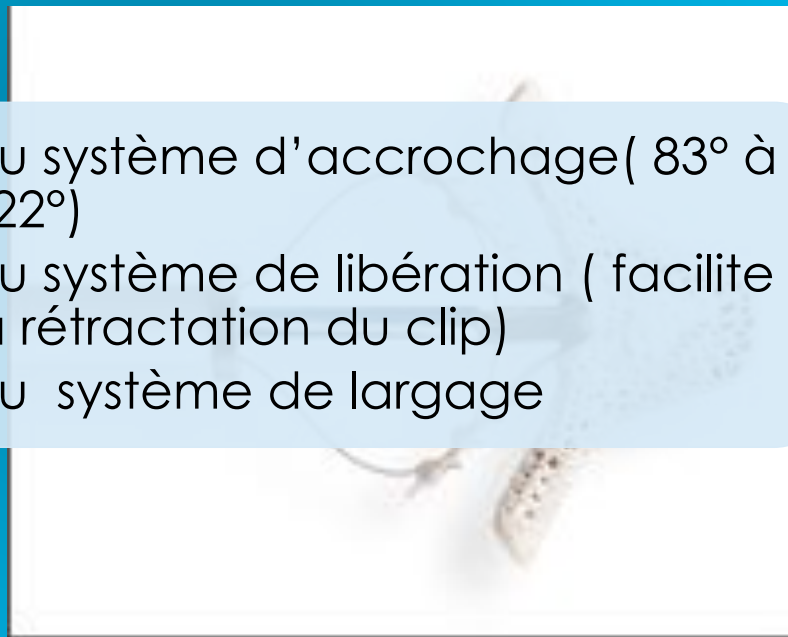 u système d’accrochage( 83° à
22°)
u système de libération ( facilite
rétractation du clip)
u système de largage